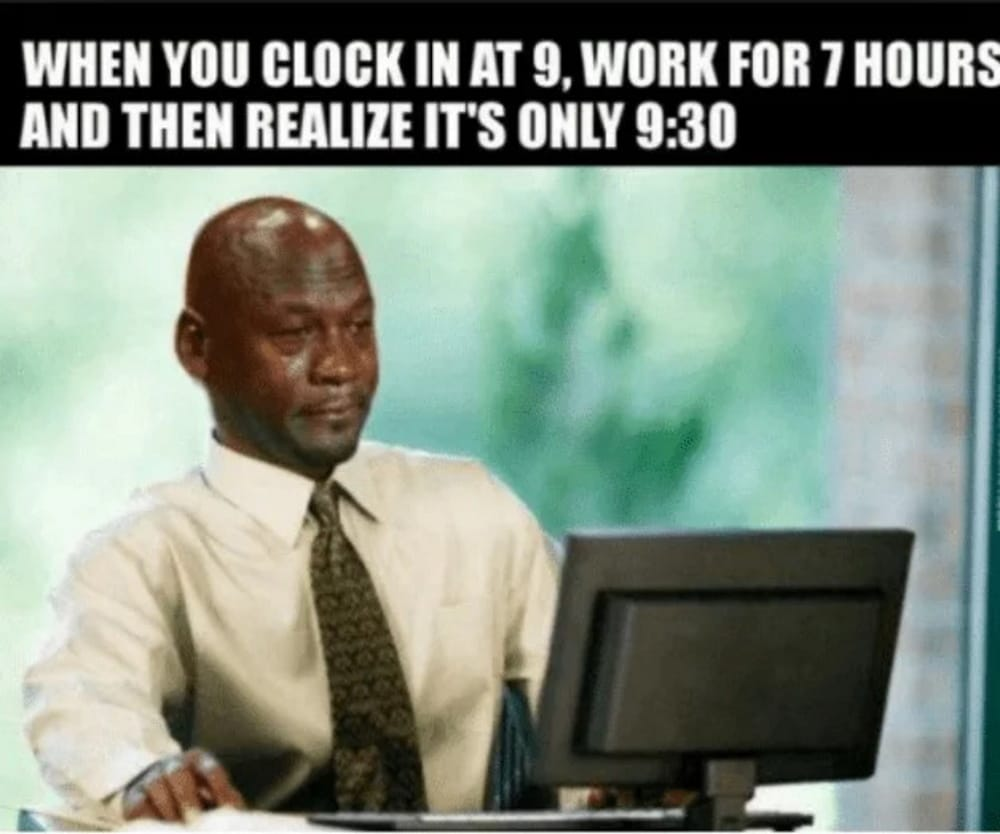 WHEN YOU CLOCK IN AT 9, WORK FOR 7 HOURS
AND THEN REALIZE IT'S ONLY 9:30